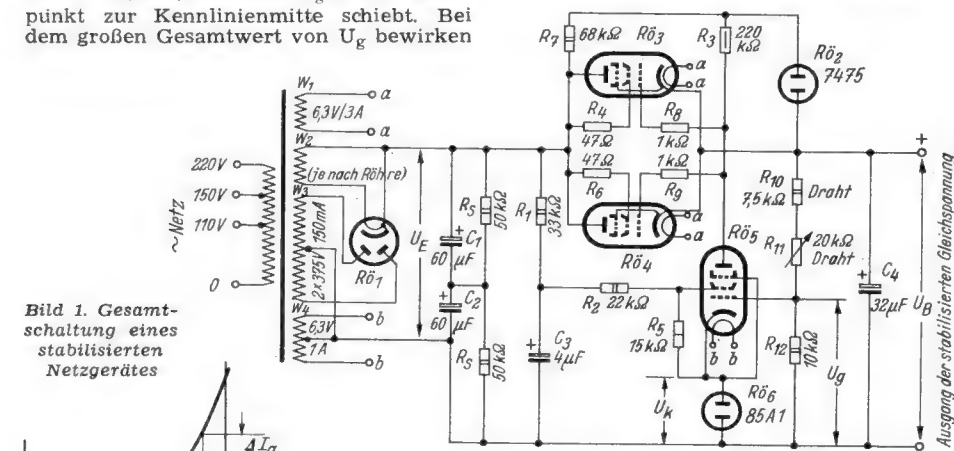 punkt zur Kennlinienmitte schiebt. Bei
dem großen Gesamtwert von Ug bewirken
W1
6,3V/3A
a
a
W2
(je nach Röhre)
W3
2×375V
150mA
W4
6,3V
1A
b
b
220V
150V
110V
0
~Netz
Rö1
UE
+
C1
60
µF
+
C2
60
µF
RS
50kΩ
RS
50kΩ
R1
33kΩ
+
C3
4µF
R2 22kΩ
R7
68kΩ
Rö3
a
a
R4
47Ω
R8
1kΩ
47Ω
R6
1kΩ
R9
a
a
Rö4
R3
220
kΩ
Rö2
7475
Rö5
b b
R5
15kΩ
Uk
Rö6
85A1
R10
7,5kΩ
Draht
R11
20kΩ
Draht
R12
10kΩ
Ug
+
C4
32µF
+
UB
Ausgang der stabilisierten Gleichspannung
Bild 1. Gesamt-
schaltung eines
stabilisierten
Netzgerätes
ΔIa